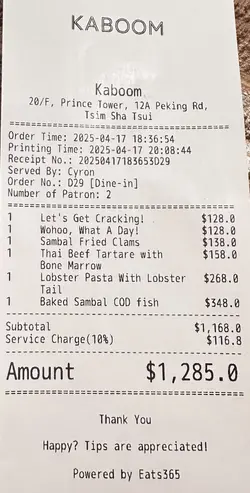 KABOOM
Kaboom
20/F, Prince Tower, 12A Peking Rd,
Tsim Sha Tsui
Order Time: 2025-04-17 18:36:54
Printing Time: 2025-04-17 20:08:44
Receipt No.: 20250417183653D29
Served By: Cyron
Order No.: D29 [Dine-in]
Number of Patron: 2
1 Let's Get Cracking! $128.0
1 Wohoo, What A Day! $128.0
1 Sambal Fried Clams $138.0
1 Thai Beef Tartare with $158.0
Bone Marrow
1 Lobster Pasta With Lobster $268.0
Tail
1 Baked Sambal COD fish $348.0
Subtotal $1,168.0
Service Charge(10%) $116.8
Amount $1,285.0
Thank You
Happy? Tips are appreciated!
Powered by Eats365